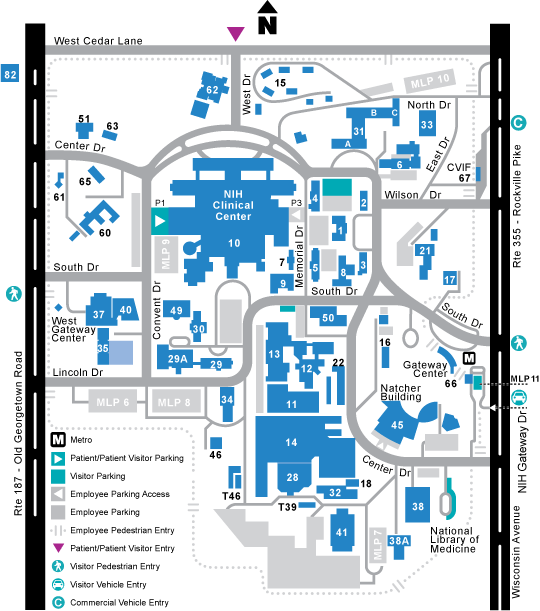 N
West Cedar Lane
82
62
West Dr
15
MLP 10
North Dr
B
C
31
A
33
51
63
Center Dr
6
East Dr
CVIF
67
C
Rte 355 - Rockville Pike
65
61
60
NIH
Clinical
Center
10
P1
P3
4
2
Wilson Dr
MLP 9
Memorial Dr
1
7
5
8
3
9
21
17
South Dr
South Dr
South Dr
West
Gateway
Center
37
40
35
Convent Dr
49
30
50
16
Gateway
Center
66
M
MLP 11
29A
29
13
12
22
Lincoln Dr
Natcher
Building
45
MLP 6
MLP 8
34
11
14
46
T46
28
18
32
T39
Center Dr
NIH Gateway Dr
41
MLP 7
38
38A
National
Library of
Medicine
Rte 187 - Old Georgetown Road
Wisconsin Avenue
M Metro
Patient/Patient Visitor Parking
Visitor Parking
Employee Parking Access
Employee Parking
Employee Pedestrian Entry
Patient/Patient Visitor Entry
Visitor Pedestrian Entry
Visitor Vehicle Entry
C Commercial Vehicle Entry